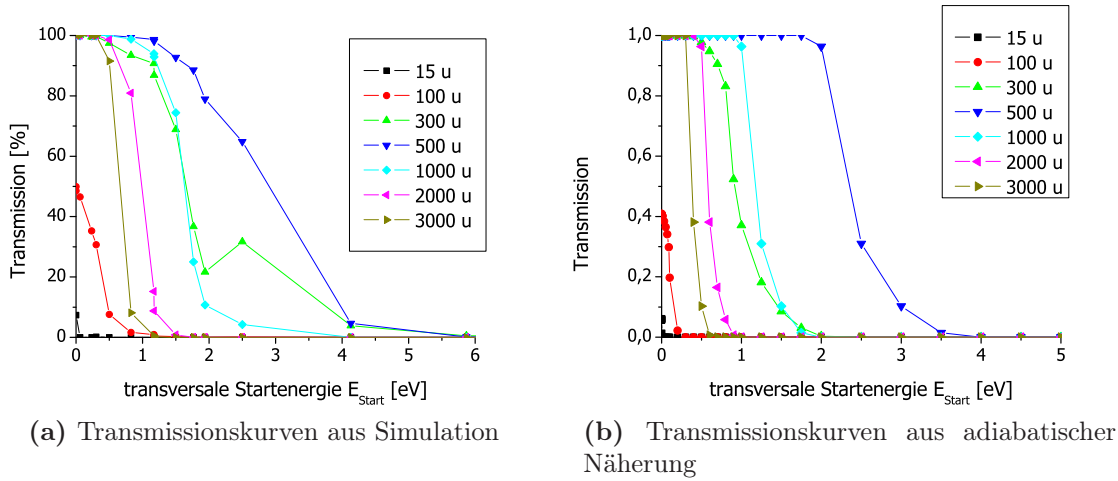 100
80
60
40
20
0
0
1
2
3
4
5
6
Transmission [%]
transversale Startenergie E_Start [eV]
15 u
100 u
300 u
500 u
1000 u
2000 u
3000 u
(a) Transmissionskurven aus Simulation
1,0
0,8
0,6
0,4
0,2
0,0
0
1
2
3
4
5
Transmission
transversale Startenergie E_Start [eV]
15 u
100 u
300 u
500 u
1000 u
2000 u
3000 u
(b) Transmissionskurven aus adiabatischer
Näherung